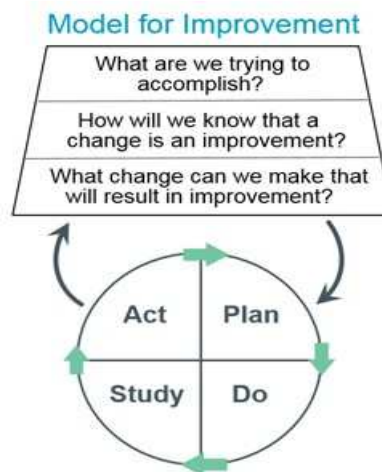 Model for Improvement
What are we trying to
accomplish?
How will we know that a
change is an improvement?
What change can we make that
will result in improvement?
Act
Plan
Study
Do